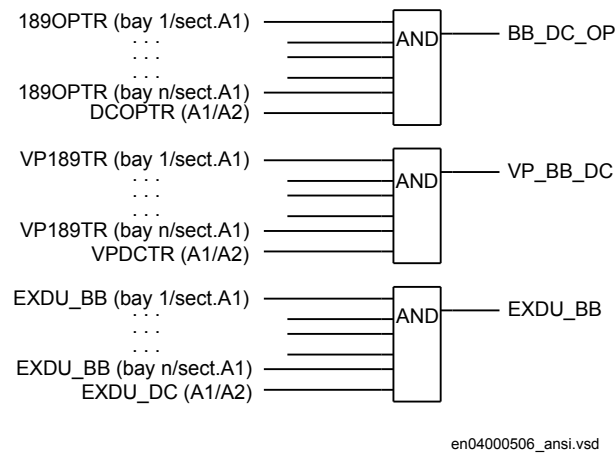 189OPTR (bay 1/sect.A1)
. . .
. . .
189OPTR (bay n/sect.A1)
DCOPTR (A1/A2)
AND
BB_DC_OP
VP189TR (bay 1/sect.A1)
. . .
. . .
VP189TR (bay n/sect.A1)
VPDCTR (A1/A2)
AND
VP_BB_DC
EXDU_BB (bay 1/sect.A1)
. . .
. . .
EXDU_BB (bay n/sect.A1)
EXDU_DC (A1/A2)
AND
EXDU_BB
en04000506_ansi.vsd